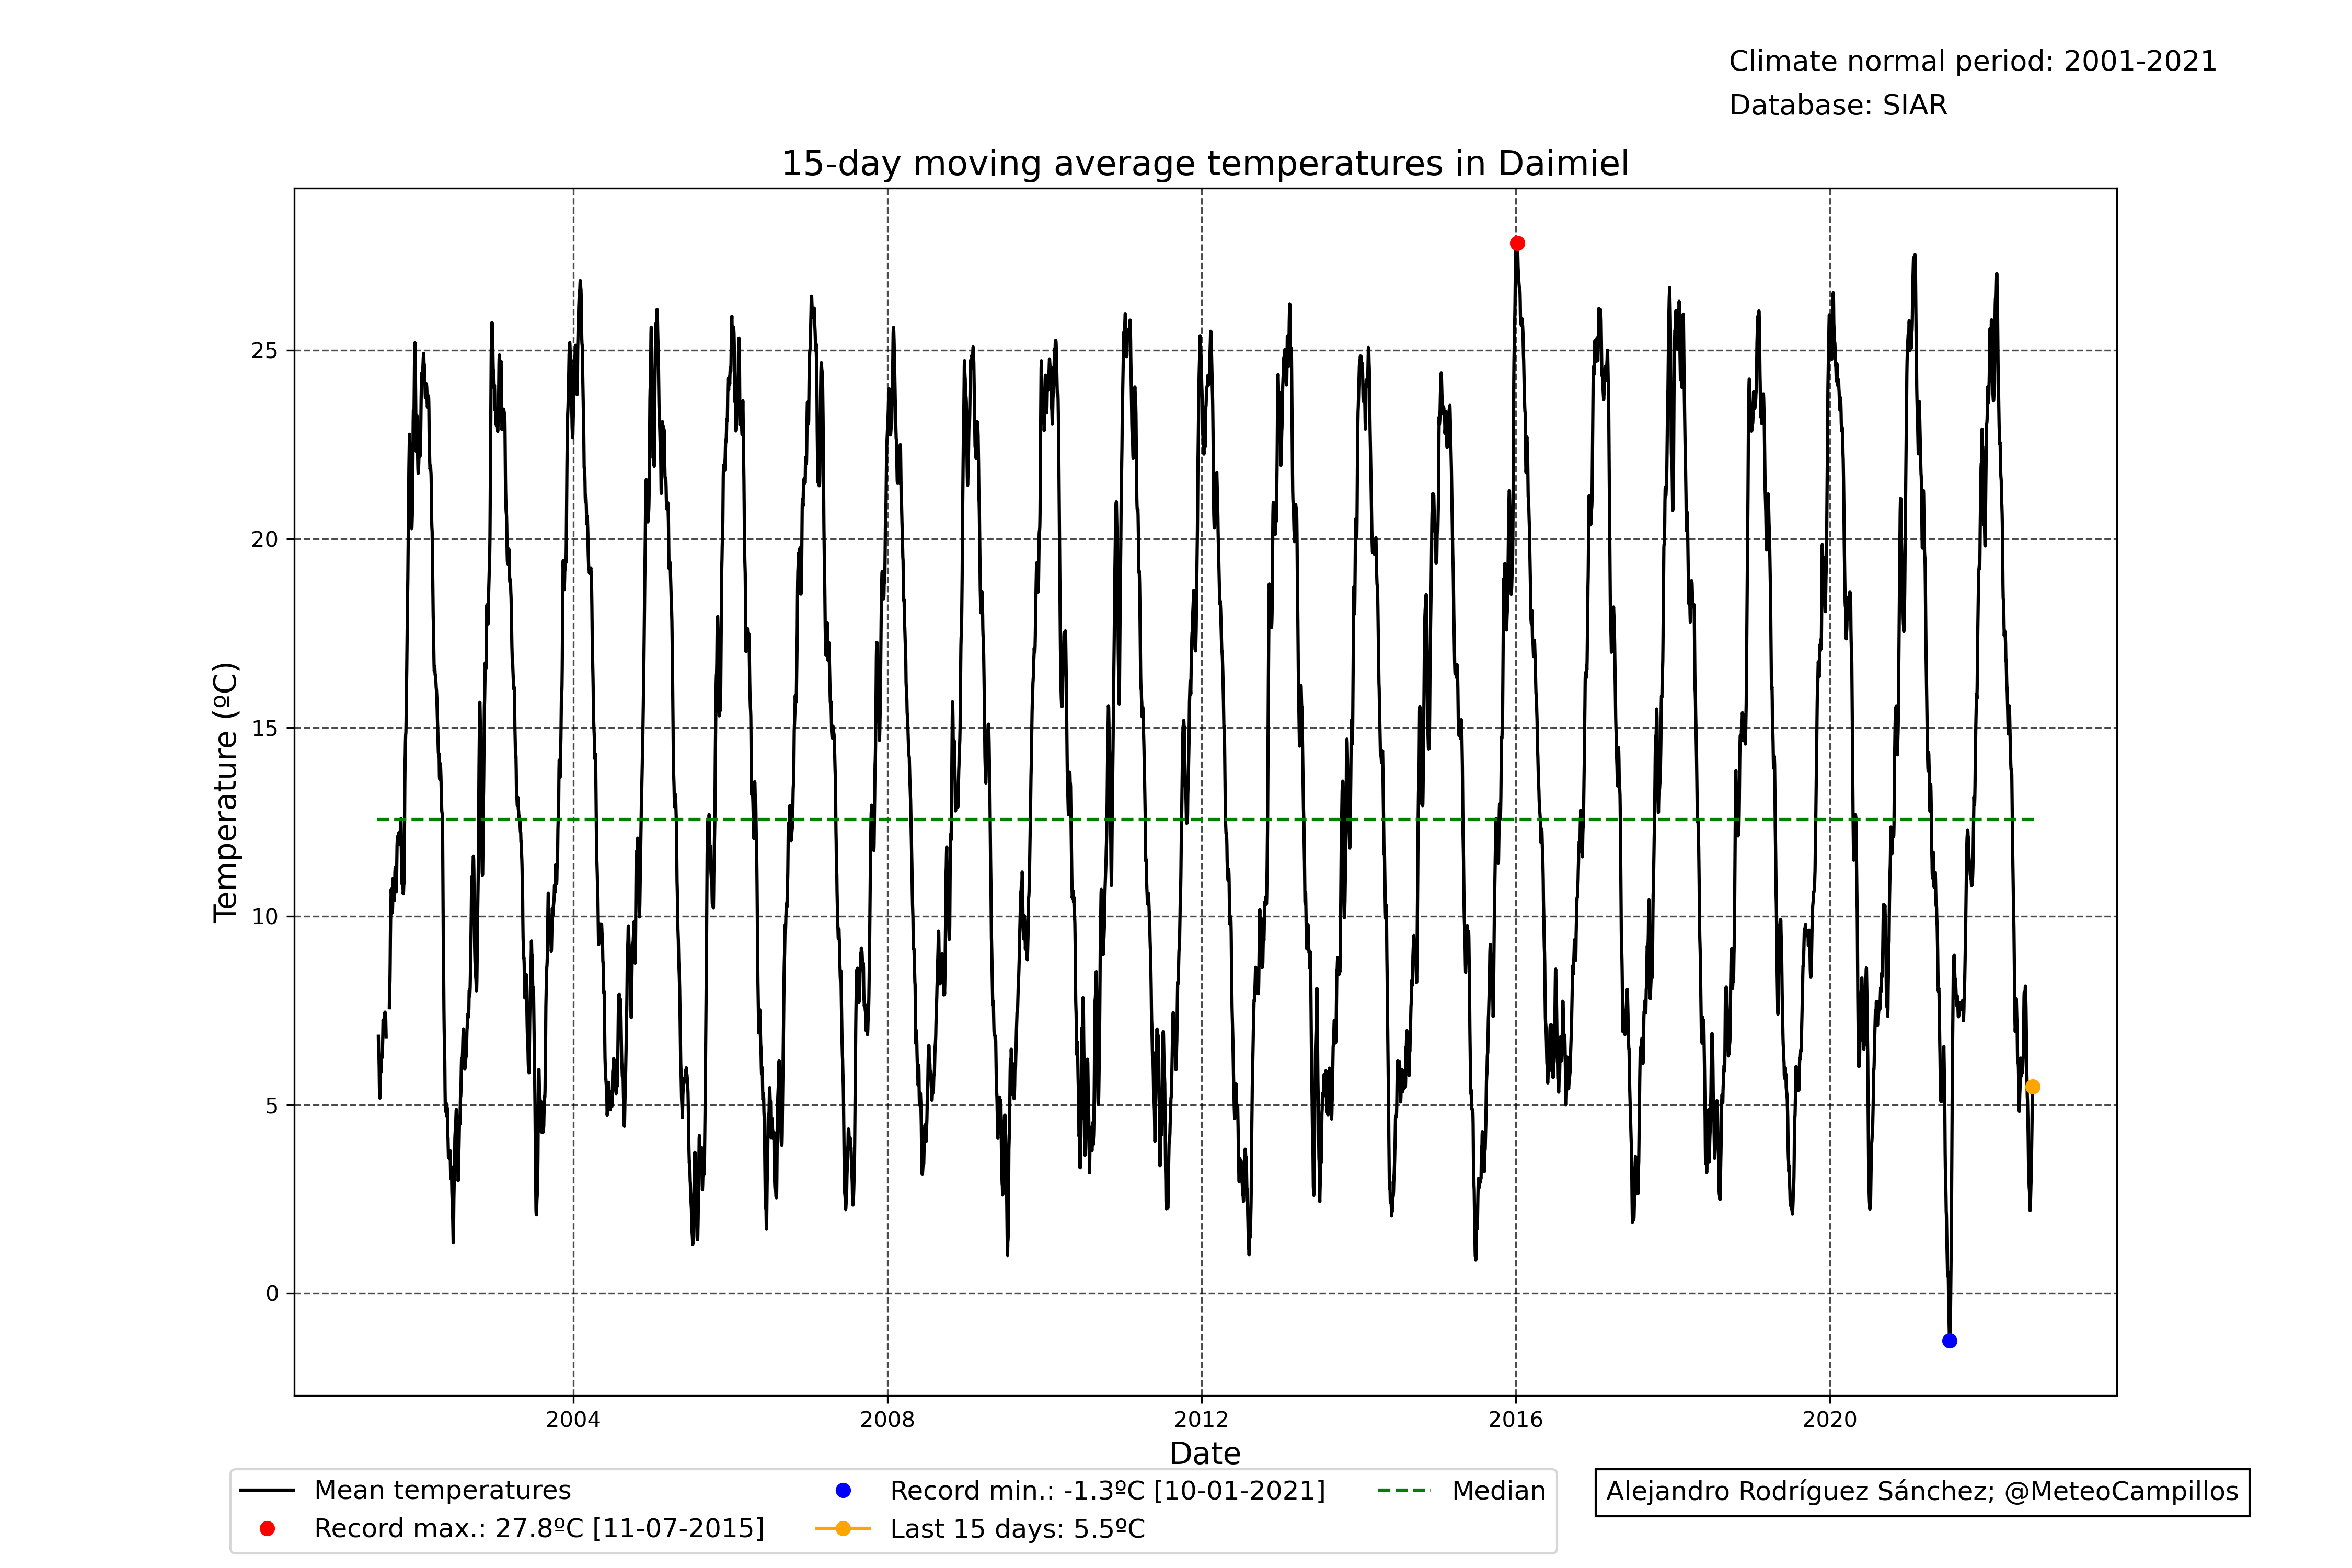 Climate normal period: 2001-2021
Database: SIAR
15-day moving average temperatures in Daimiel
Temperature (ºC)
25
20
15
10
5
0
2004 2008 2012 2016 2020
Date
Mean temperatures
Record max.: 27.8ºC [11-07-2015]
Record min.: -1.3ºC [10-01-2021]
Last 15 days: 5.5ºC
Median
Alejandro Rodríguez Sánchez; @MeteoCampillos